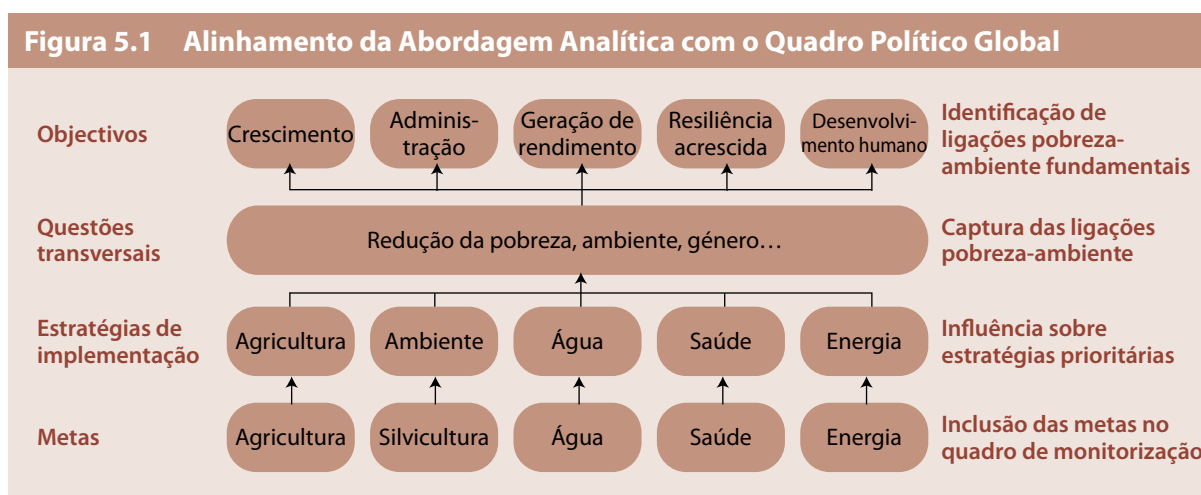 Figura 5.1 Alinhamento da Abordagem Analítica com o Quadro Político Global
Objectivos
Crescimento
Adminis-
tração
Geração de
rendimento
Resiliência
acrescida
Desenvolvi-
mento humano
Identificação de
ligações pobreza-
ambiente fundamentais
Questões
transversais
Redução da pobreza, ambiente, género…
Captura das ligações
pobreza-ambiente
Estratégias de
implementação
Agricultura
Ambiente
Água
Saúde
Energia
Influência sobre
estratégias prioritárias
Metas
Agricultura
Silvicultura
Água
Saúde
Energia
Inclusão das metas no
quadro de monitorização